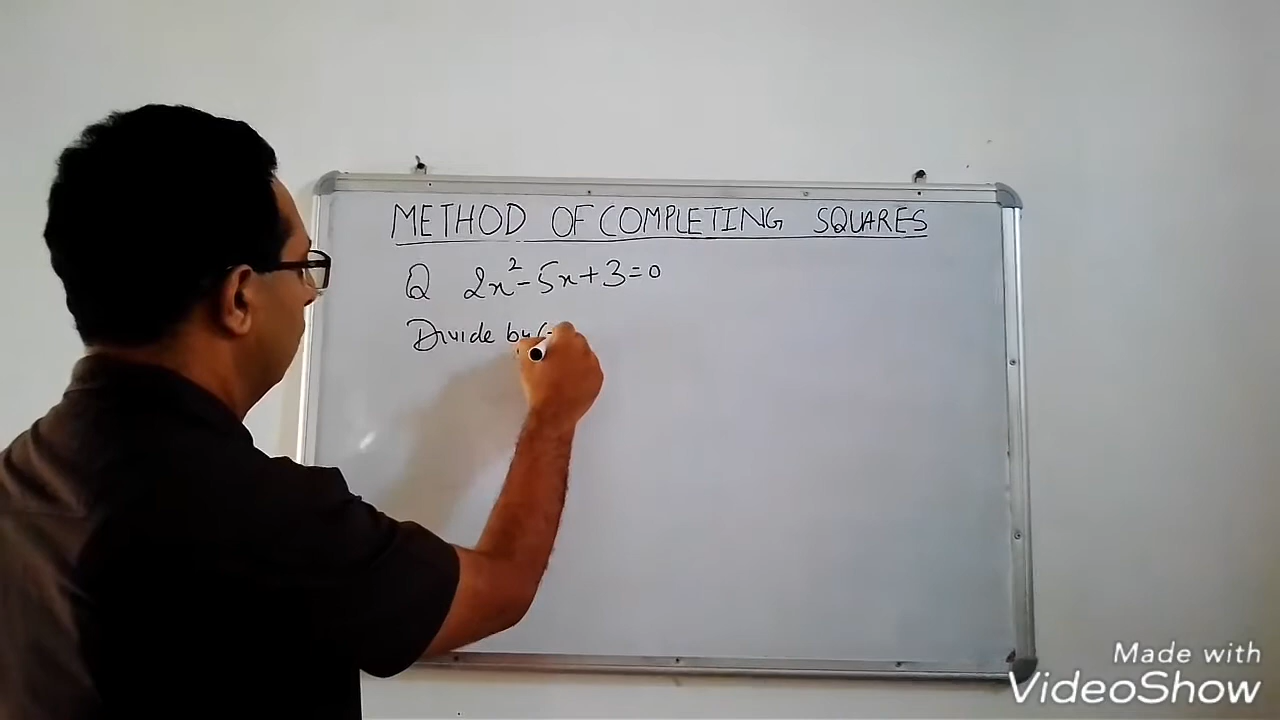 METHOD OF COMPLETING SQUARES
Q 2x²-5x+3=0
Divide by (
Made with
VideoShow